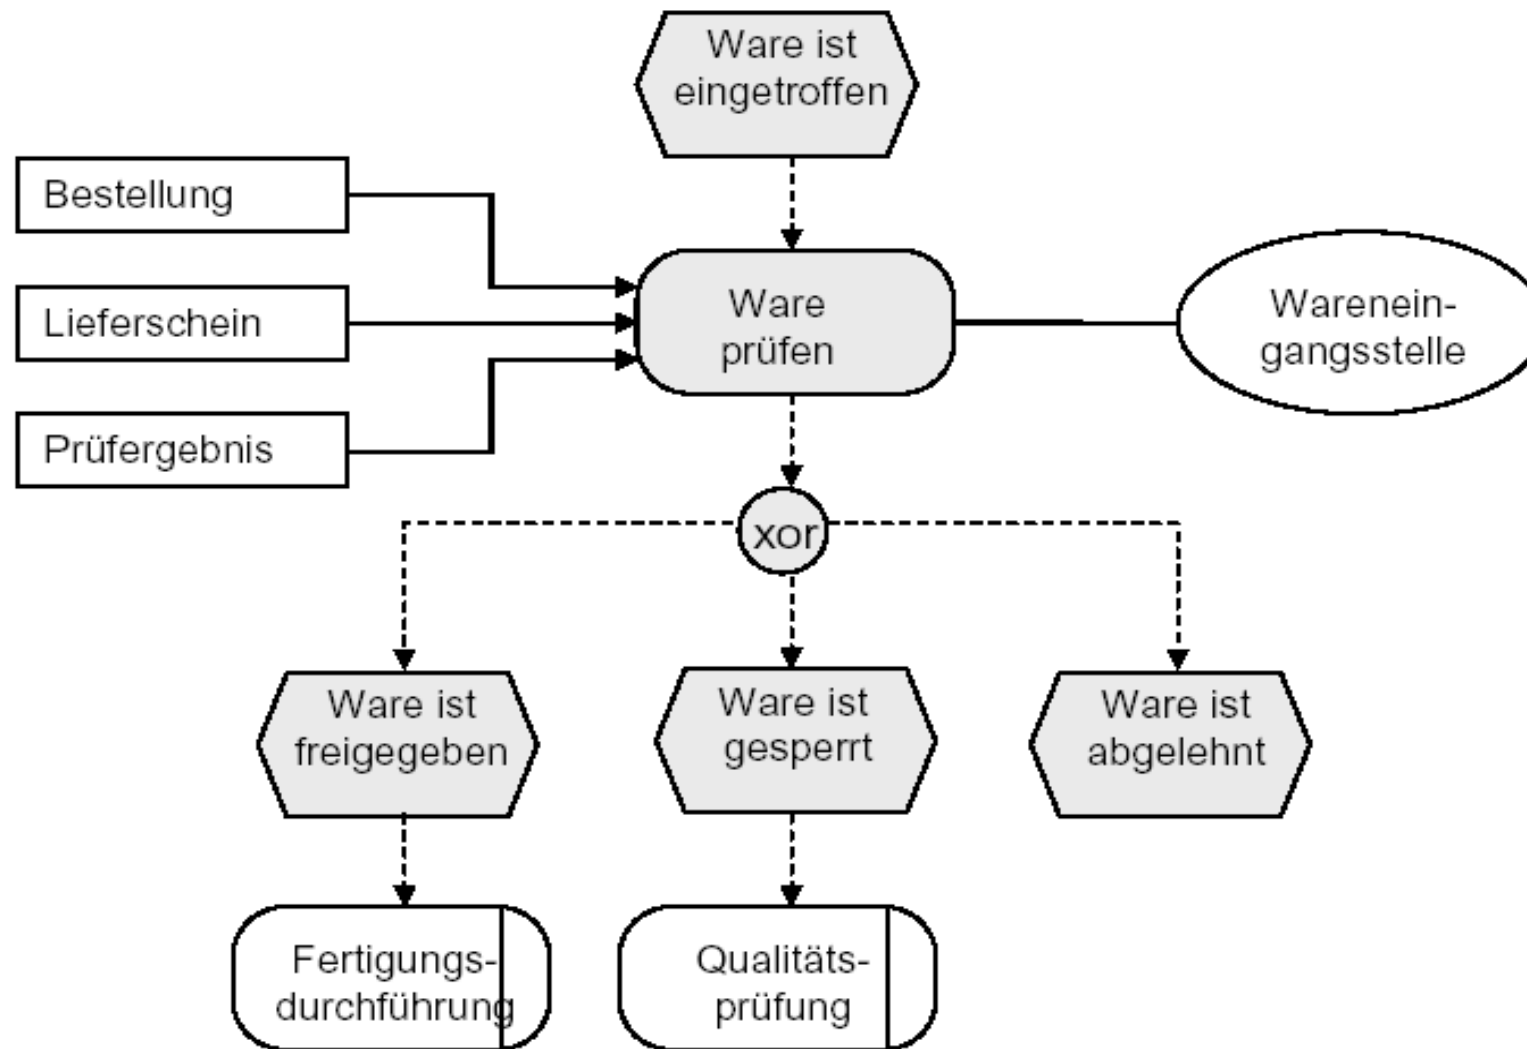 Ware ist
eingetroffen
Bestellung
Lieferschein
Prüfergebnis
Ware
prüfen
Warenein-
gangsstelle
xor
Ware ist
freigegeben
Ware ist
gesperrt
Ware ist
abgelehnt
Fertigungs-
durchführung
Qualitäts-
prüfung